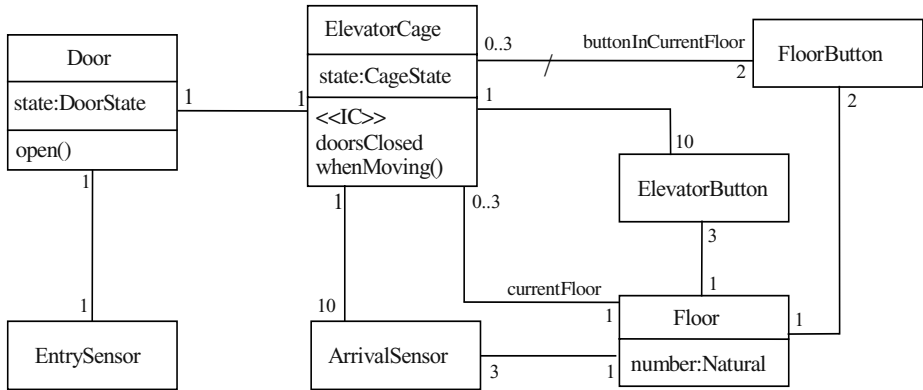 ElevatorCage
Door
0..3
buttonInCurrentFloor
FloorButton
state:CageState
2
2
state:DoorState
1
1
1
<<IC>>
doorsClosed
whenMoving()
open()
10
ElevatorButton
1
1
0..3
3
currentFloor
1
1
10
1
Floor
1
EntrySensor
ArrivalSensor
3
1
number:Natural